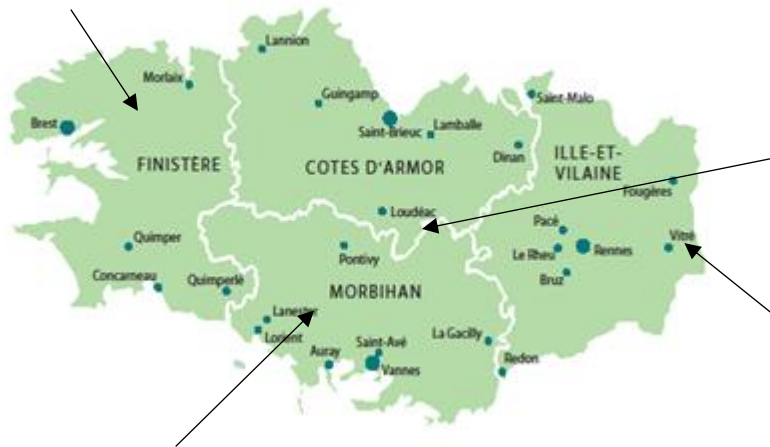 Lannion
Morlaix
Guingamp
Saint-Malo
Brest
Saint-Brieuc
Lamballe
Dinan
ILLE-ET-
VILAINE
FINISTÈRE
COTES D'ARMOR
Fougères
Loudéac
Pacé
Quimper
Pontivy
Le Rheu
Rennes
Vitré
Bruz
Concarneau
Quimperlé
MORBIHAN
Lanester
Lorient
La Gacilly
Auray
Saint-Avé
Vannes
Redon